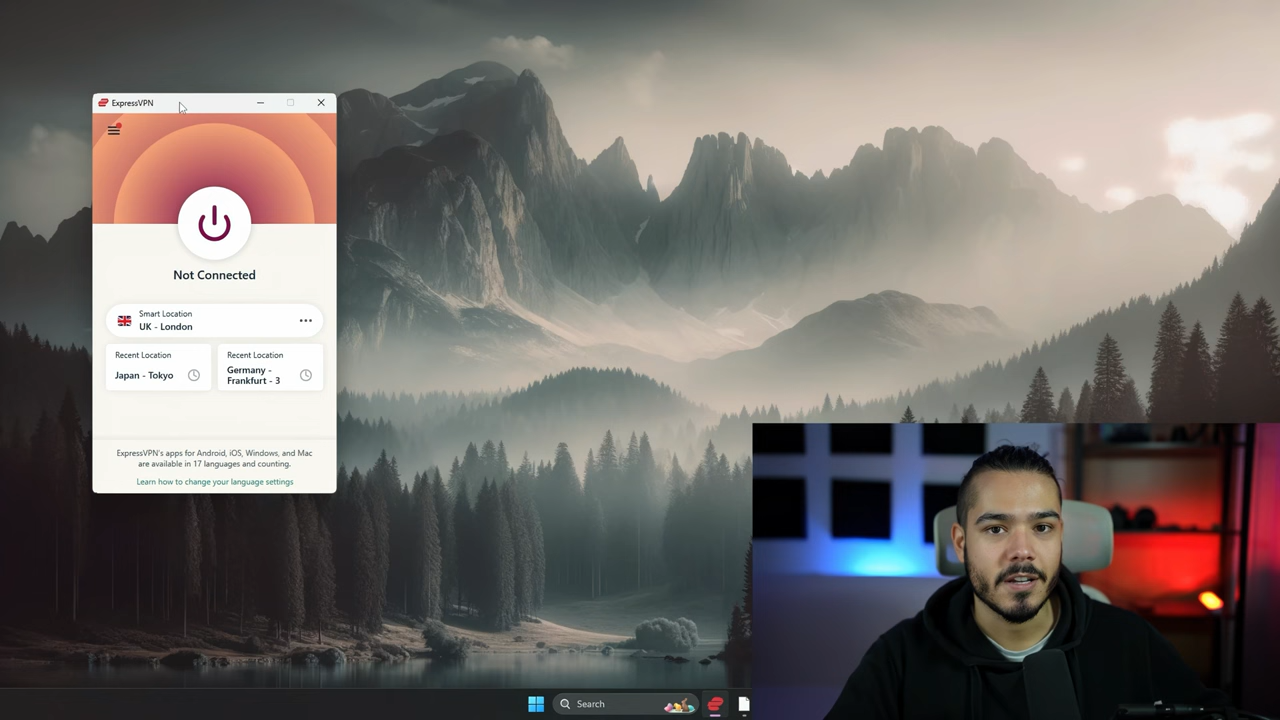 ExpressVPN
Not Connected
Smart Location
UK - London
Recent Location
Japan - Tokyo
Recent Location
Germany -
Frankfurt - 3
ExpressVPN's apps for Android, iOS, Windows, and Mac
are available in 17 languages and counting.
Learn how to change your language settings
Search